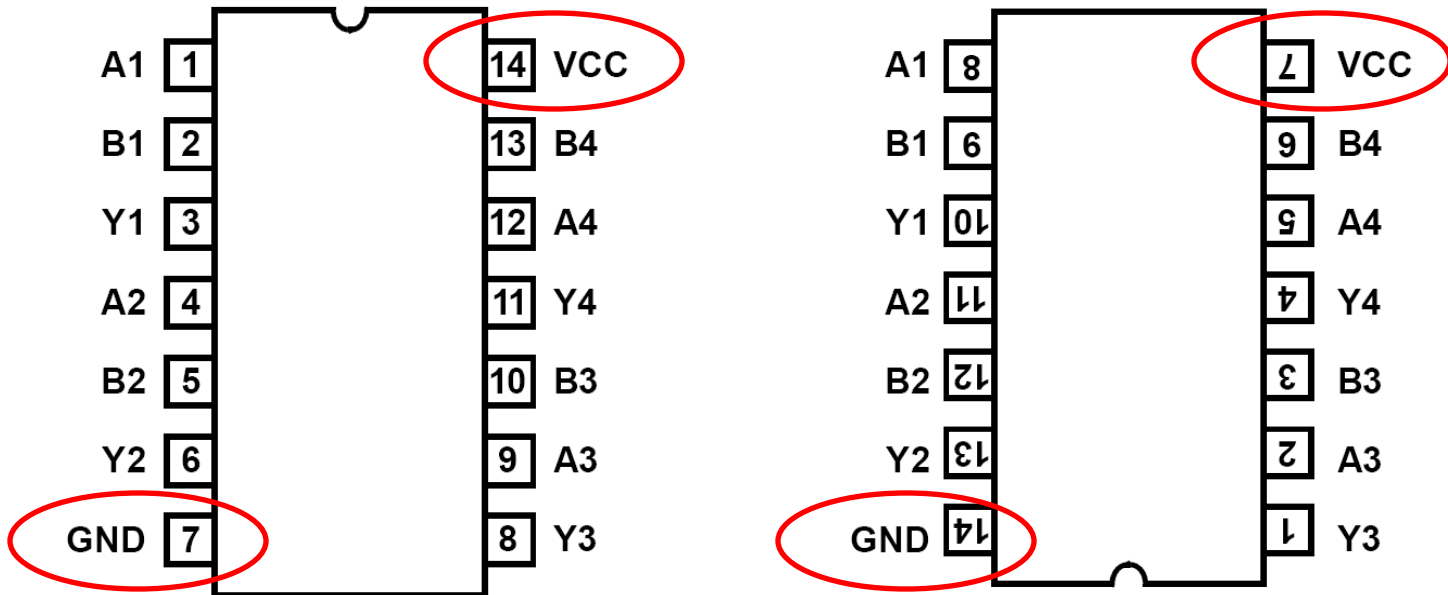 A1 1 14 VCC A1 8 7 VCC
B1 2 13 B4 B1 9 6 B4
Y1 3 12 A4 Y1 10 5 A4
A2 4 11 Y4 A2 11 4 Y4
B2 5 10 B3 B2 12 3 B3
Y2 6 9 A3 Y2 13 2 A3
GND 7 8 Y3 GND 14 1 Y3